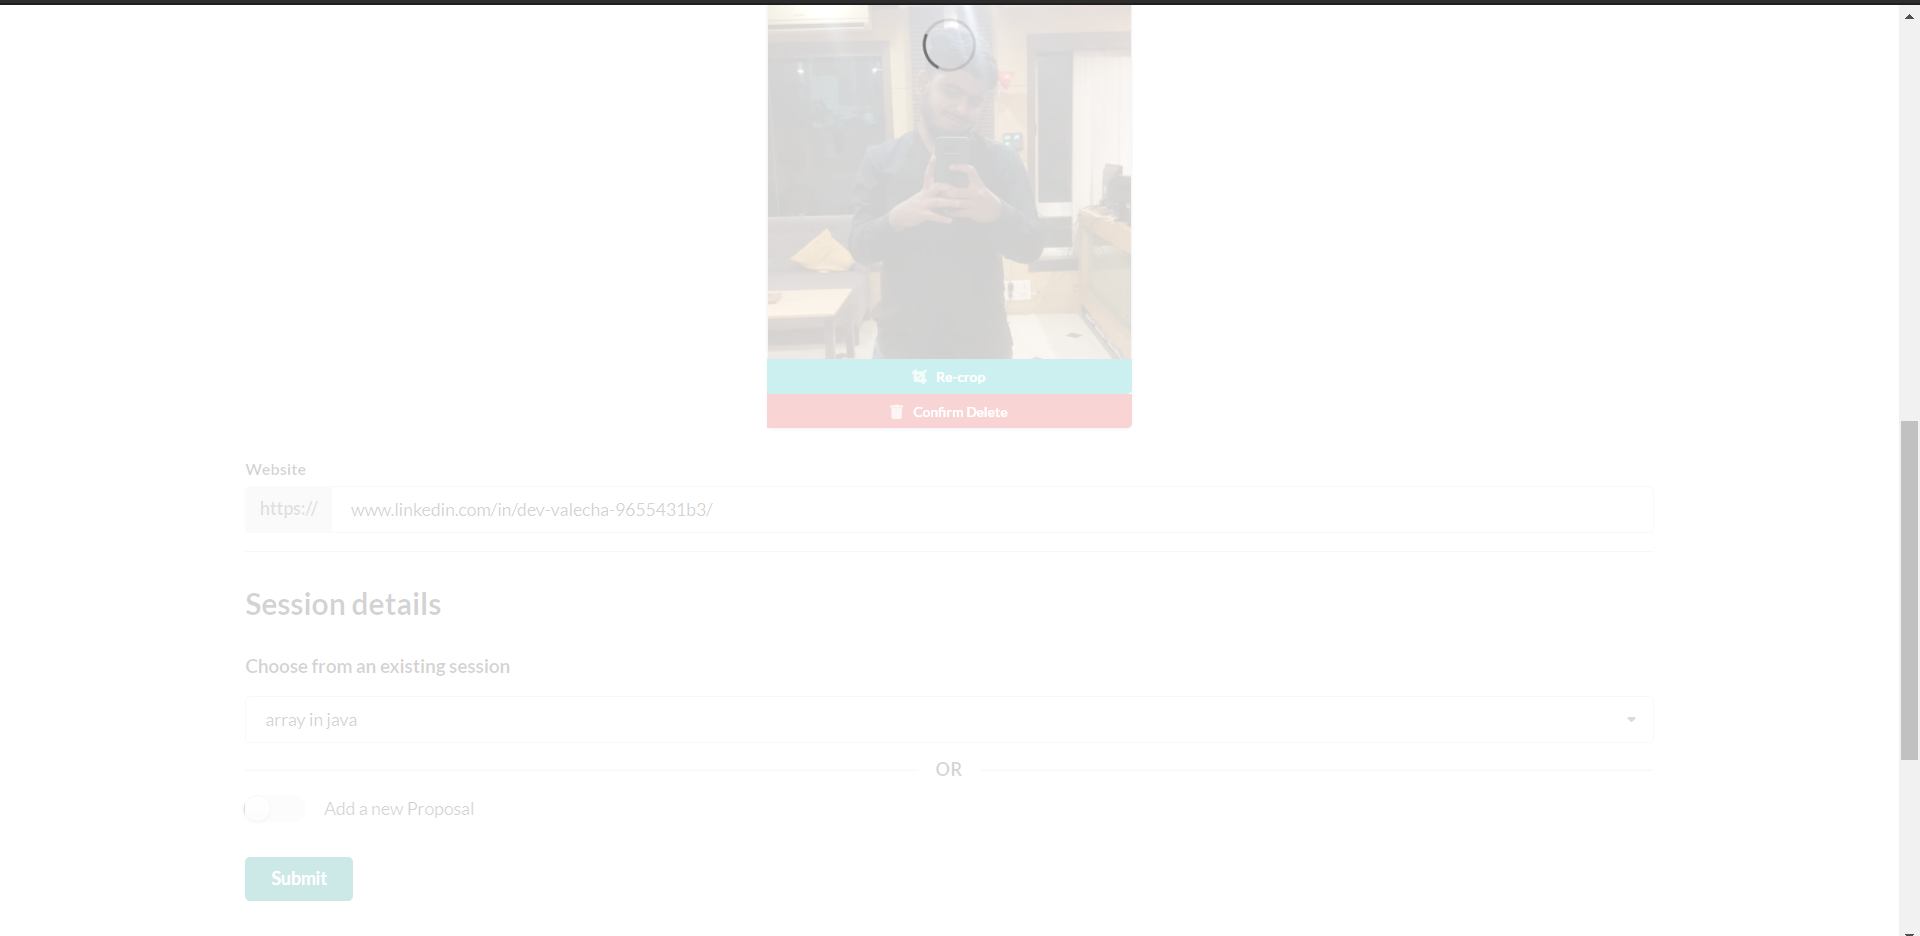 Re-crop
Confirm Delete
Website
https:// www.linkedin.com/in/dev-valecha-9655431b3/
Session details
Choose from an existing session
array in java
OR
Add a new Proposal
Submit